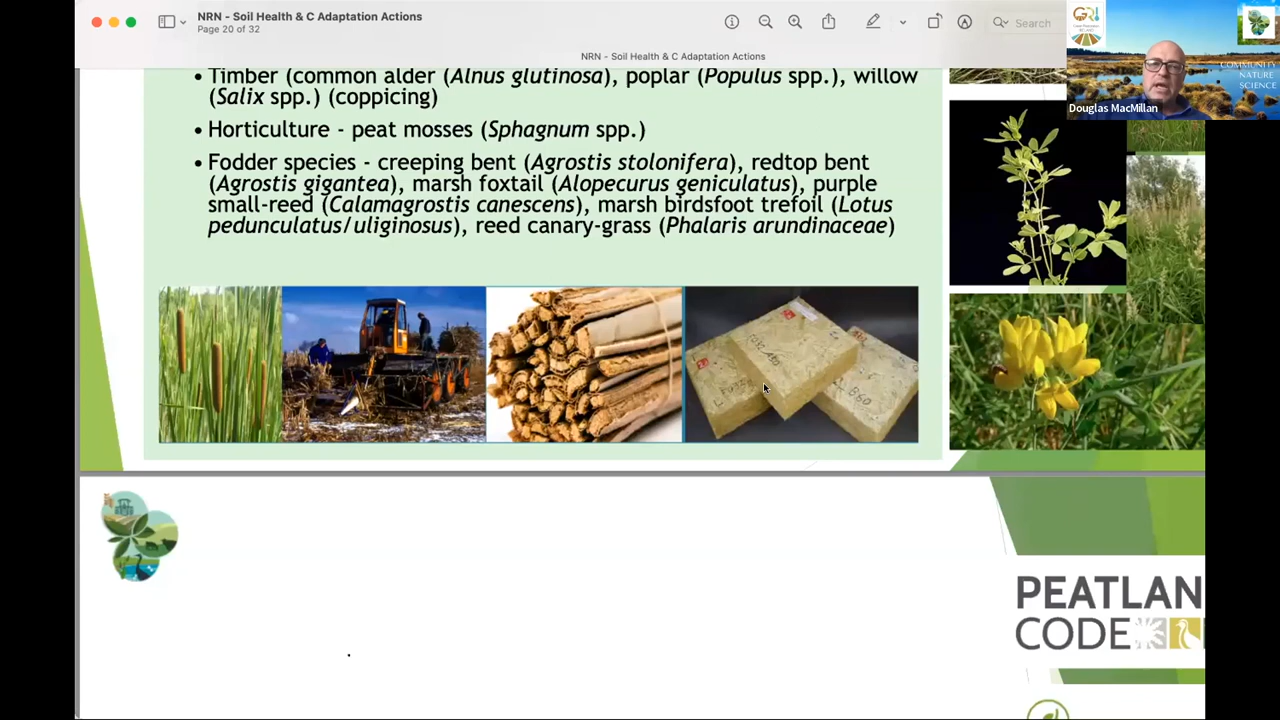 NRN - Soil Health & C Adaptation Actions
Page 20 of 32
Search
NRN - Soil Health & C Adaptation Actions
GRI
COMMUNITY
NATURE
SCIENCE
Douglas MacMillan
• Timber (common alder (Alnus glutinosa), poplar (Populus spp.), willow
(Salix spp.) (coppicing)
• Horticulture - peat mosses (Sphagnum spp.)
• Fodder species - creeping bent (Agrostis stolonifera), redtop bent
(Agrostis gigantea), marsh foxtail (Alopecurus geniculatus), purple
small-reed (Calamagrostis canescens), marsh birdsfoot trefoil (Lotus
pedunculatus/uliginosus), reed canary-grass (Phalaris arundinaceae)
PEATLAN
CODE